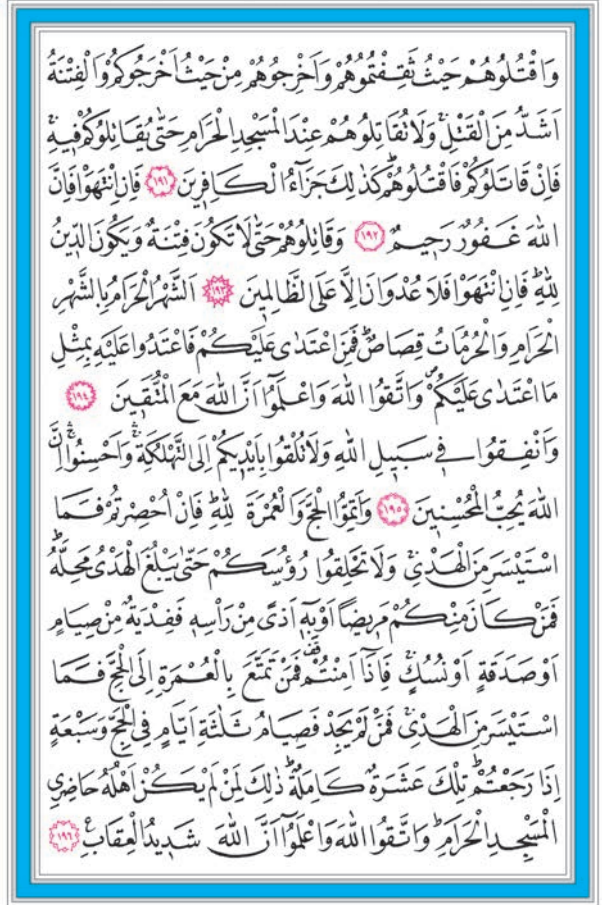 وَاقْتُلُوهُمْ حَيْثُ ثَقِفْتُمُوهُمْ وَاَخْرِجُوهُمْ مِنْ حَيْثُ اَخْرَجُوكُمْ وَالْفِتْنَةُ
اَشَدُّ مِنَ الْقَتْلِۚ وَلَا تُقَاتِلُوهُمْ عِنْدَ الْمَسْجِدِ الْحَرَامِ حَتّٰى يُقَاتِلُوكُمْ ف۪يهِۚ
فَاِنْ قَاتَلُوكُمْ فَاقْتُلُوهُمْۜ كَذٰلِكَ جَزَٓاءُ الْكَافِر۪ينَ ﴿١٩١﴾ فَاِنِ انْتَهَوْا فَاِنَّ
اللّٰهَ غَفُورٌ رَح۪يمٌ ﴿١٩٢﴾ وَقَاتِلُوهُمْ حَتّٰى لَا تَكُونَ فِتْنَةٌ وَيَكُونَ الدّ۪ينُ
لِلّٰهِۜ فَاِنِ انْتَهَوْا فَلَا عُدْوَانَ اِلَّا عَلَى الظَّالِم۪ينَ ﴿١٩٣﴾ اَلشَّهْرُ الْحَرَامُ بِالشَّهْرِ
الْحَرَامِ وَالْحُرُمَاتُ قِصَاصٌۜ فَمَنِ اعْتَدٰى عَلَيْكُمْ فَاعْتَدُوا عَلَيْهِ بِمِثْلِ
مَا اعْتَدٰى عَلَيْكُمْۖ وَاتَّقُوا اللّٰهَ وَاعْلَمُٓوا اَنَّ اللّٰهَ مَعَ الْمُتَّق۪ينَ ﴿١٩٤﴾
وَاَنْفِقُوا ف۪ي سَب۪يلِ اللّٰهِ وَلَا تُلْقُوا بِاَيْد۪يكُمْ اِلَى التَّهْلُكَةِۚۛ وَاَحْسِنُواۚۛ اِنَّ
اللّٰهَ يُحِبُّ الْمُحْسِن۪ينَ ﴿١٩٥﴾ وَاَتِمُّوا الْحَجَّ وَالْعُمْرَةَ لِلّٰهِۜ فَاِنْ اُحْصِرْتُمْ فَمَا
اسْتَيْسَرَ مِنَ الْهَدْيِۚ وَلَا تَحْلِقُوا رُؤُ۫سَكُمْ حَتّٰى يَبْلُغَ الْهَدْيُ مَحِلَّهُۜ
فَمَنْ كَانَ مِنْكُمْ مَر۪يضًا اَوْ بِه۪ٓ اَذًى مِنْ رَأْسِه۪ فَفِدْيَةٌ مِنْ صِيَامٍ
اَوْ صَدَقَةٍ اَوْ نُسُكٍۚ فَاِذَٓا اَمِنْتُمْ۠ فَمَنْ تَمَتَّعَ بِالْعُمْرَةِ اِلَى الْحَجِّ فَمَا
اسْتَيْسَرَ مِنَ الْهَدْيِۚ فَمَنْ لَمْ يَجِدْ فَصِيَامُ ثَلٰثَةِ اَيَّامٍ فِي الْحَجِّ وَسَبْعَةٍ
اِذَا رَجَعْتُمْۜ تِلْكَ عَشَرَةٌ كَامِلَةٌۜ ذٰلِكَ لِمَنْ لَمْ يَكُنْ اَهْلُهُ حَاضِرِي
الْمَسْجِدِ الْحَرَامِۜ وَاتَّقُوا اللّٰهَ وَاعْلَمُٓوا اَنَّ اللّٰهَ شَد۪يدُ الْعِقَابِ۟ ﴿١٩٦﴾